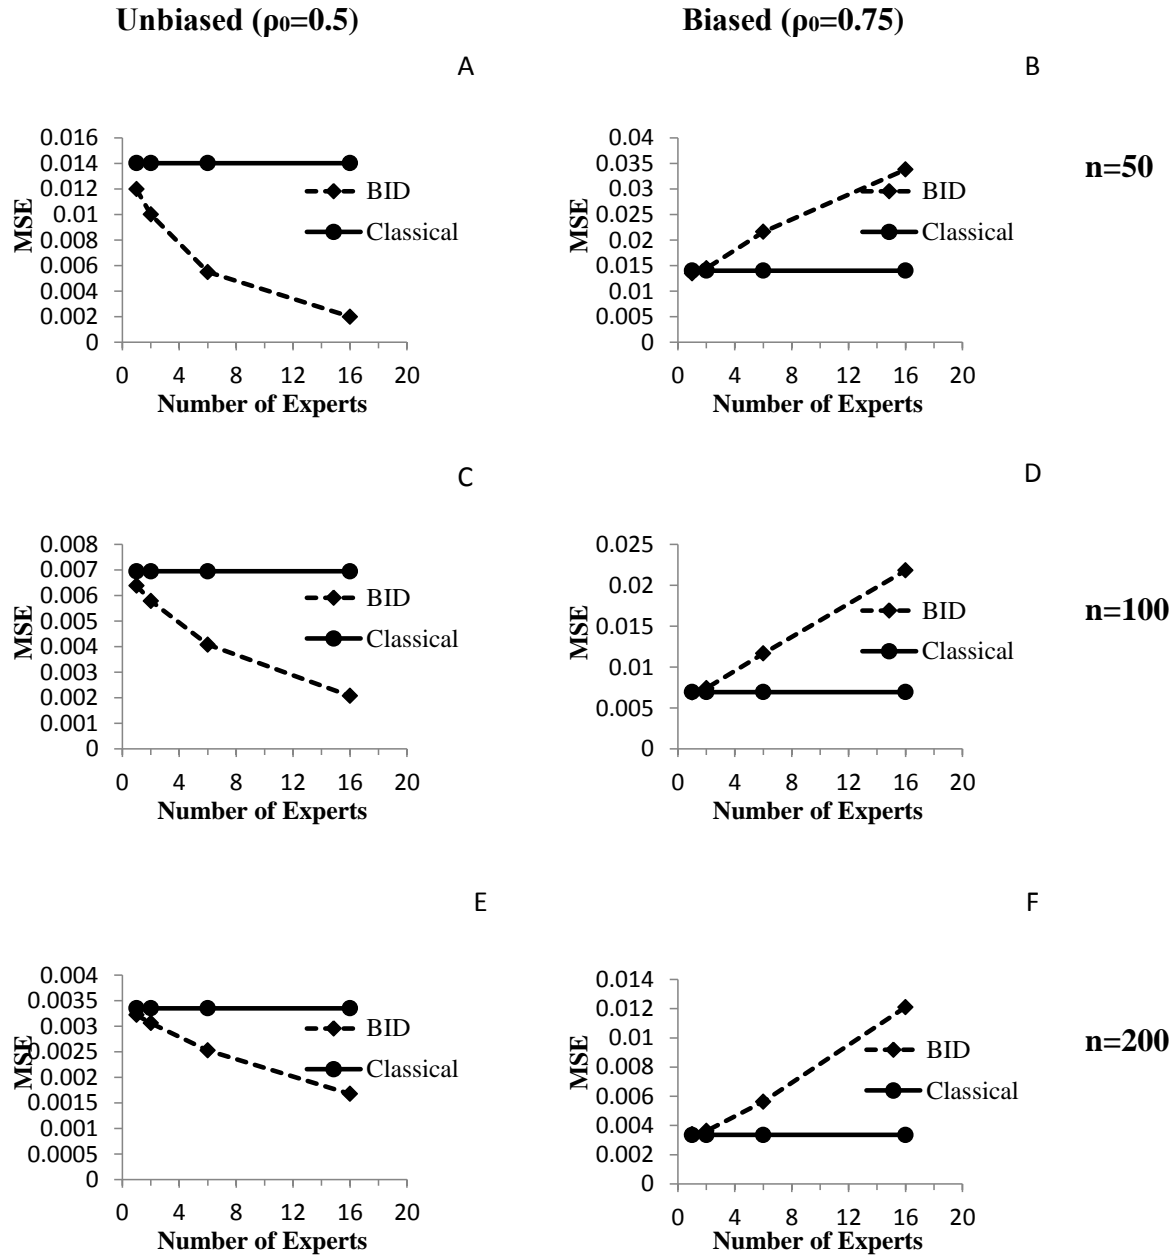 Unbiased (ρ₀=0.5)
Biased (ρ₀=0.75)
A
0.016
0.014
0.012
0.01
0.008
0.006
0.004
0.002
0
MSE
BID
Classical
0 4 8 12 16 20
Number of Experts
B
0.04
0.035
0.03
0.025
0.02
0.015
0.01
0.005
0
MSE
BID
Classical
0 4 8 12 16 20
Number of Experts
n=50
C
0.008
0.007
0.006
0.005
0.004
0.003
0.002
0.001
0
MSE
BID
Classical
0 4 8 12 16 20
Number of Experts
D
0.025
0.02
0.015
0.01
0.005
0
MSE
BID
Classical
0 4 8 12 16 20
Number of Experts
n=100
E
0.004
0.0035
0.003
0.0025
0.002
0.0015
0.001
0.0005
0
MSE
BID
Classical
0 4 8 12 16 20
Number of Experts
F
0.014
0.012
0.01
0.008
0.006
0.004
0.002
0
MSE
BID
Classical
0 4 8 12 16 20
Number of Experts
n=200